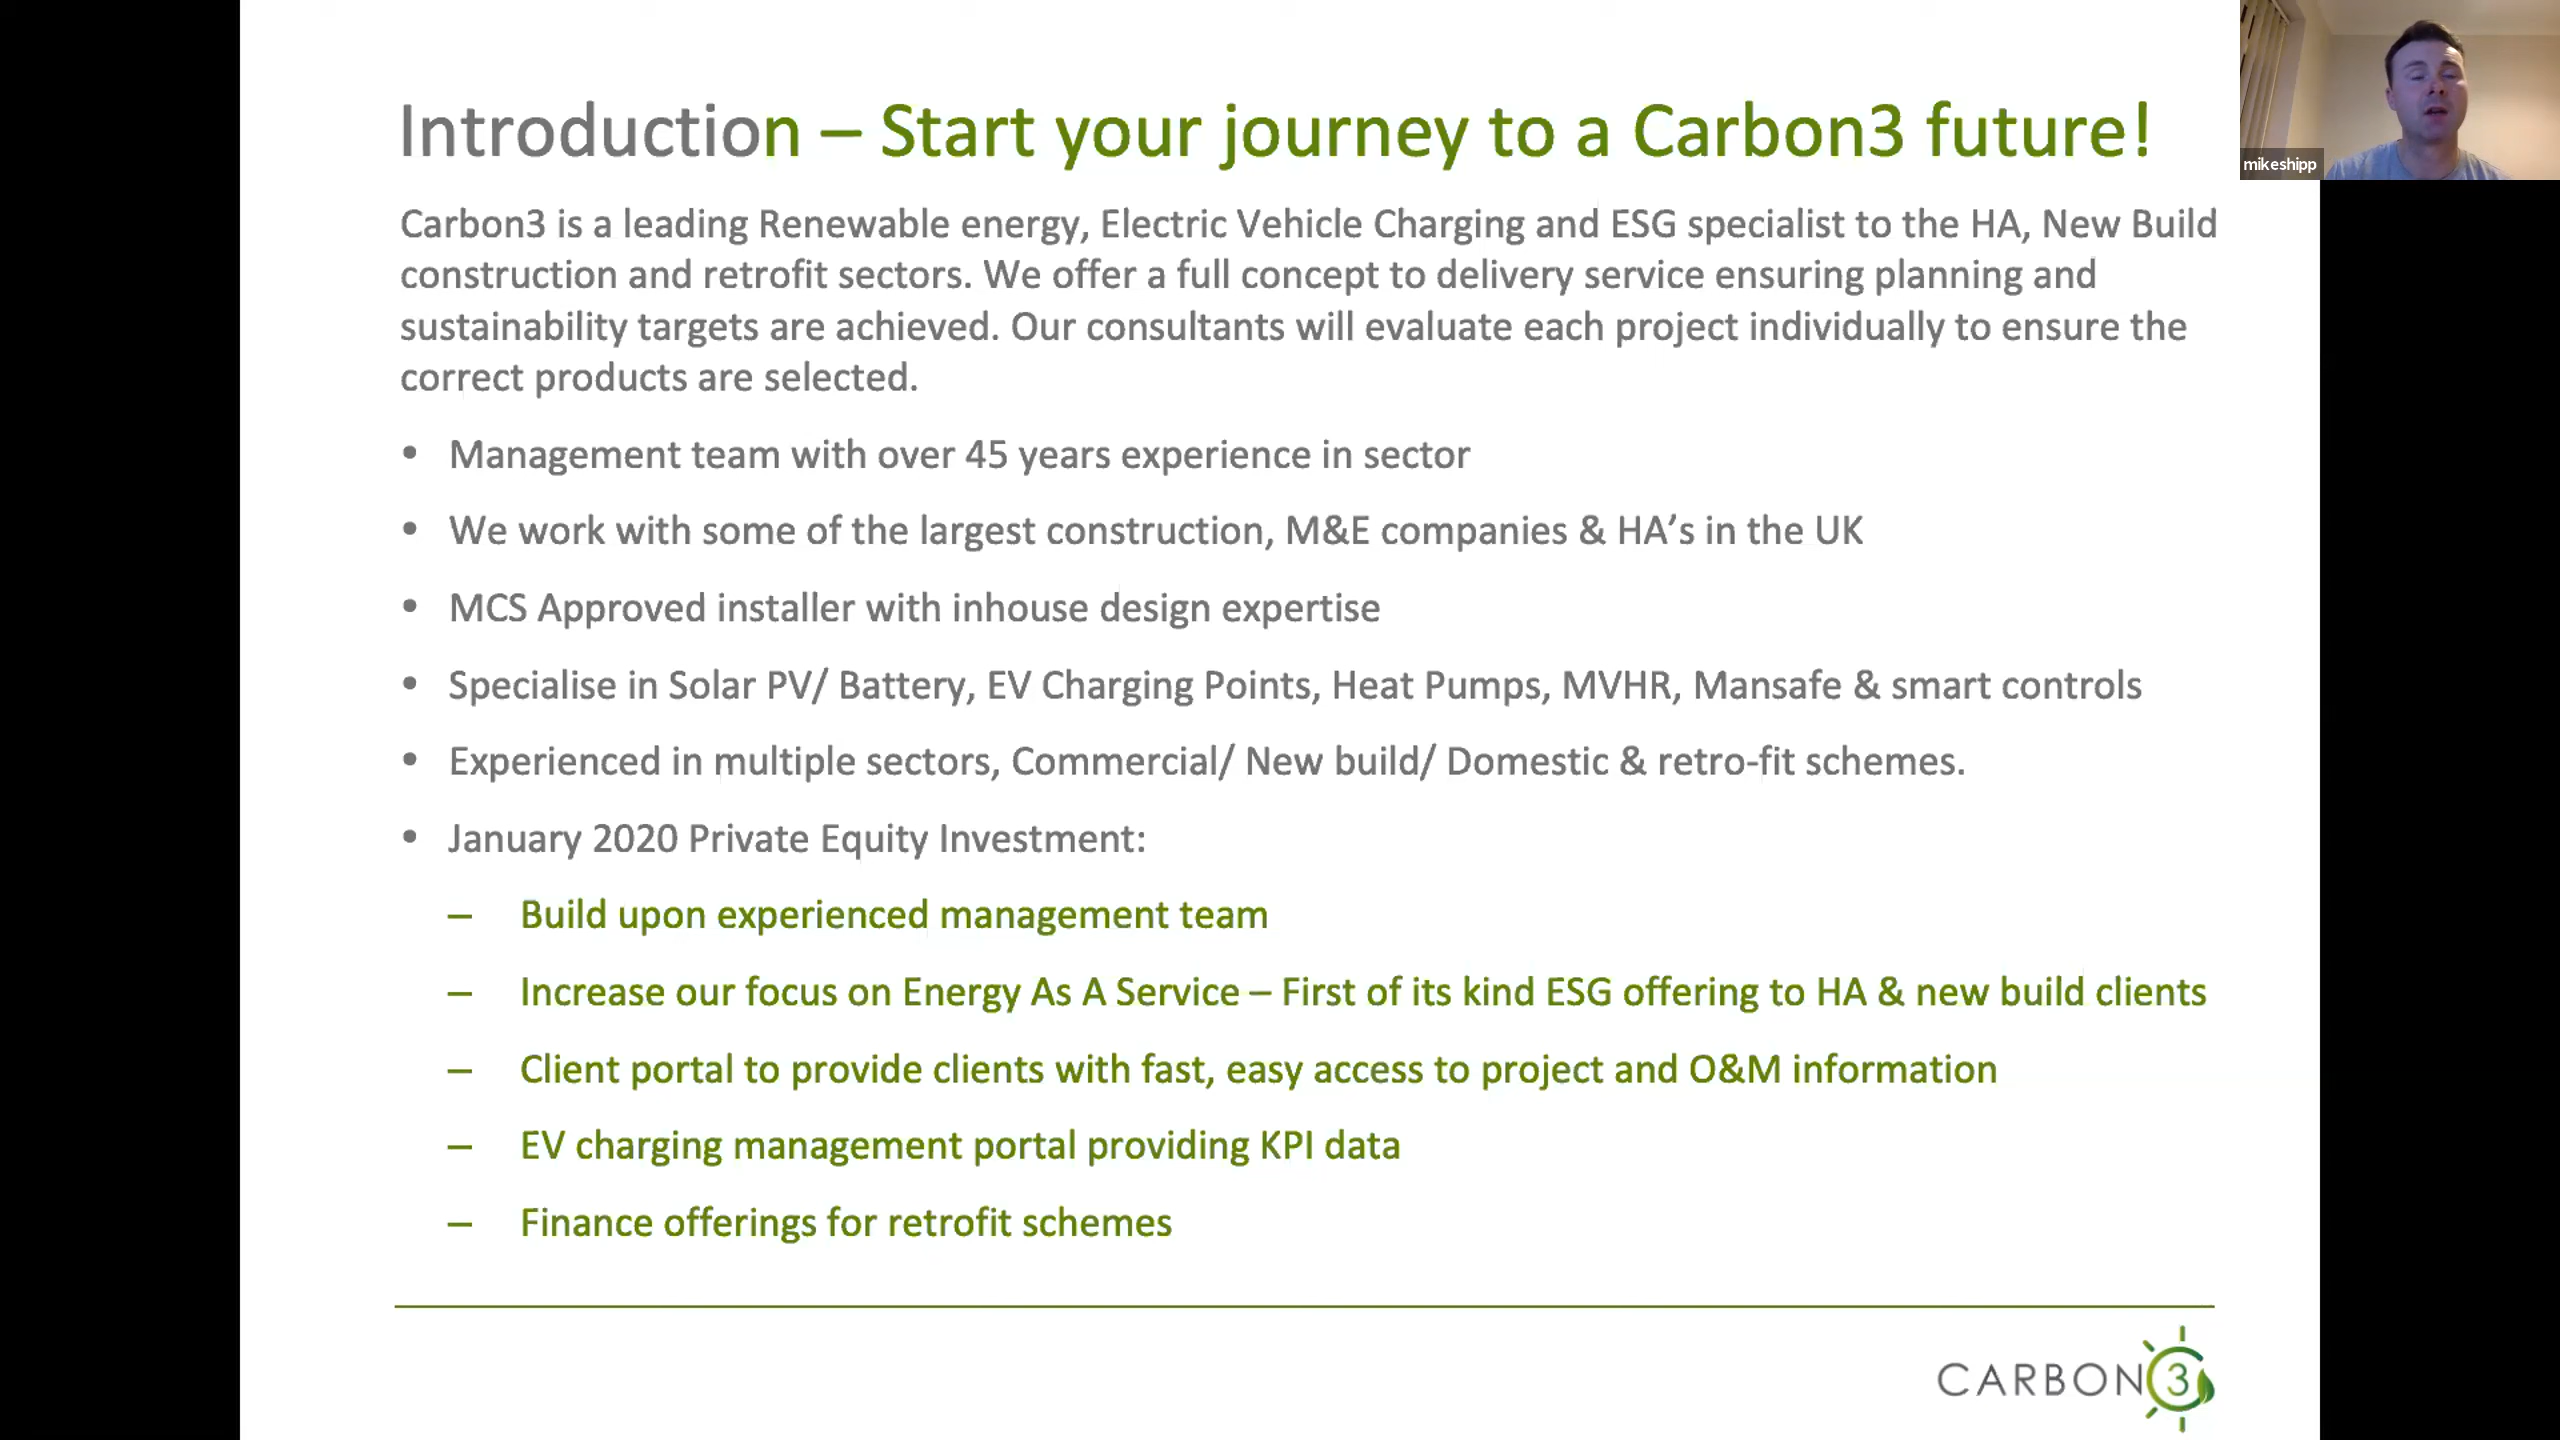 Introduction – Start your journey to a Carbon3 future!
mikeshipp
Carbon3 is a leading Renewable energy, Electric Vehicle Charging and ESG specialist to the HA, New Build
construction and retrofit sectors. We offer a full concept to delivery service ensuring planning and
sustainability targets are achieved. Our consultants will evaluate each project individually to ensure the
correct products are selected.
• Management team with over 45 years experience in sector
• We work with some of the largest construction, M&E companies & HA’s in the UK
• MCS Approved installer with inhouse design expertise
• Specialise in Solar PV/ Battery, EV Charging Points, Heat Pumps, MVHR, Mansafe & smart controls
• Experienced in multiple sectors, Commercial/ New build/ Domestic & retro-fit schemes.
• January 2020 Private Equity Investment:
– Build upon experienced management team
– Increase our focus on Energy As A Service – First of its kind ESG offering to HA & new build clients
– Client portal to provide clients with fast, easy access to project and O&M information
– EV charging management portal providing KPI data
– Finance offerings for retrofit schemes
CARBON 3